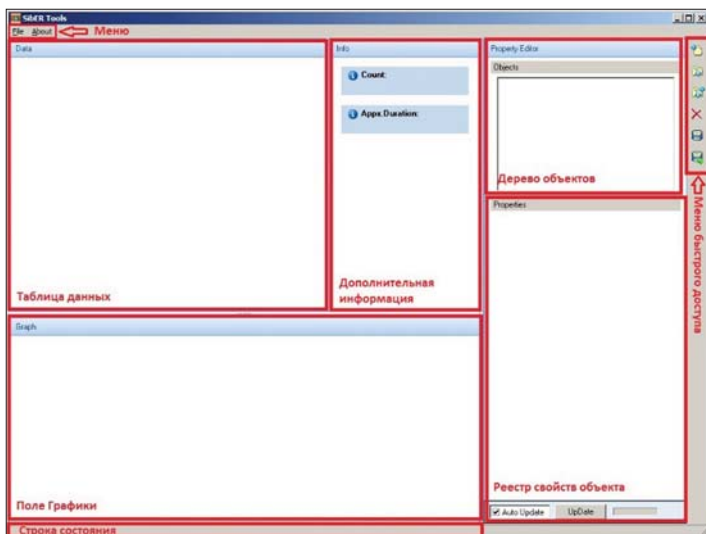 SibER Tools
File About Меню
Data
Info
Property Editor
Objects
Count:
Appx.Duration:
Дерево объектов
Меню быстрого доступа
Properties
Таблица данных
Дополнительная
информация
Graph
Реестр свойств объекта
Поле Графики
Auto Update UpDate
Строка состояния